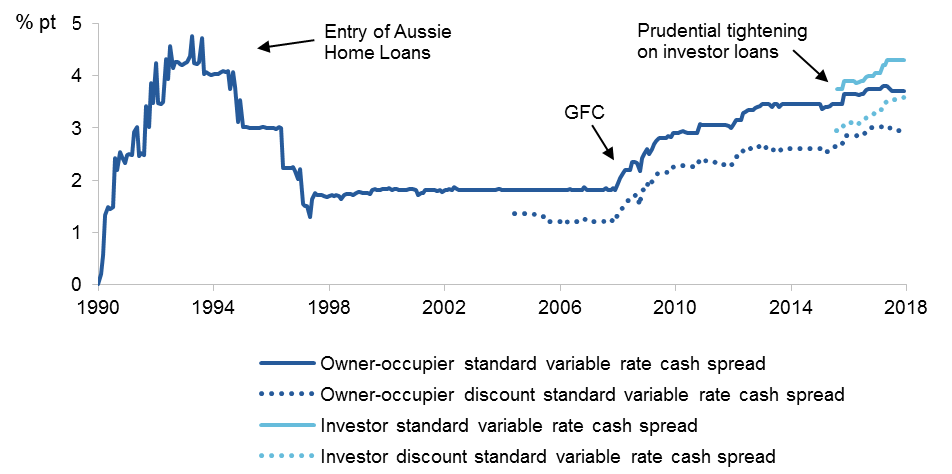 % pt
5
4
3
2
1
0
Entry of Aussie
Home Loans
GFC
Prudential tightening
on investor loans
1990 1994 1998 2002 2006 2010 2014 2018
Owner-occupier standard variable rate cash spread
Owner-occupier discount standard variable rate cash spread
Investor standard variable rate cash spread
Investor discount standard variable rate cash spread